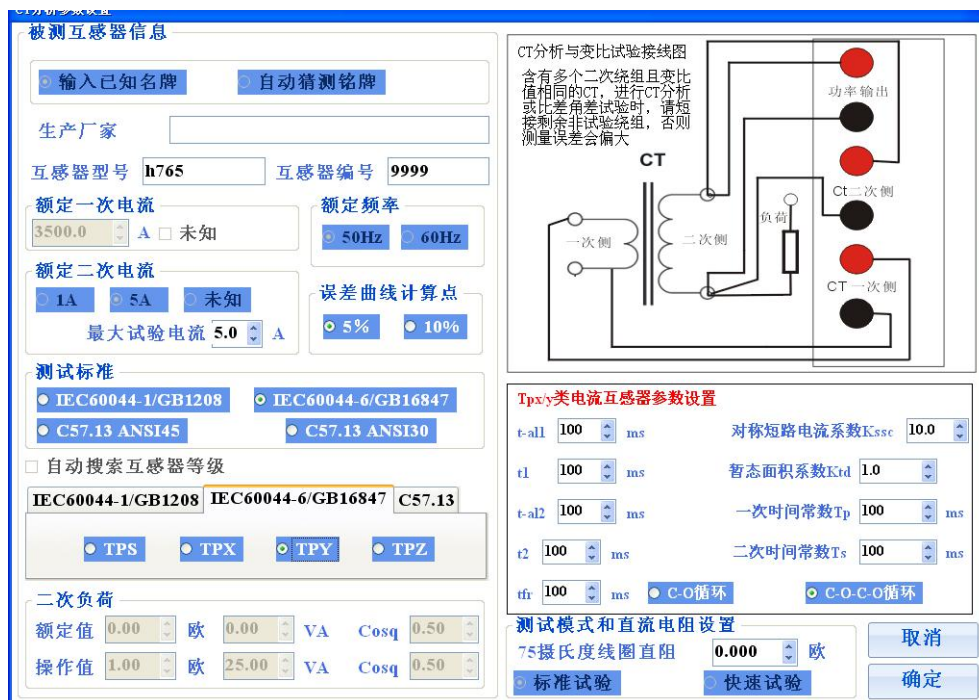 CT分析参数设置
被测互感器信息
输入已知名牌 自动猜测铭牌
生产厂家
互感器型号 h765 互感器编号 9999
额定一次电流
3500.0 A 未知
额定频率
50Hz 60Hz
额定二次电流
1A 5A 未知
最大试验电流 5.0 A
误差曲线计算点
5% 10%
测试标准
IEC60044-1/GB1208 IEC60044-6/GB16847
C57.13 ANSI45 C57.13 ANSI30
自动搜索互感器等级
IEC60044-1/GB1208 IEC60044-6/GB16847 C57.13
TPS TPX TPY TPZ
二次负荷
额定值 0.00 欧 0.00 VA Cosq 0.50
操作值 1.00 欧 25.00 VA Cosq 0.50
CT分析与变比试验接线图
含有多个二次绕组且变比
值相同的CT，进行CT分析
或比差角差试验时，请短
接剩余非试验绕组，否则
测量误差会偏大
CT
功率输出
Ct二次侧
负荷
一次侧 二次侧
CT一次侧
Tpx/y类电流互感器参数设置
t-al1 100 ms 对称短路电流系数Kssc 10.0
t1 100 ms 暂态面积系数Ktd 1.0
t-al2 100 ms 一次时间常数Tp 100 ms
t2 100 ms 二次时间常数Ts 100 ms
tfr 100 ms C-O循环 C-O-C-O循环
测试模式和直流电阻设置
75摄氏度线圈直阻 0.000 欧
标准试验 快速试验
取消
确定